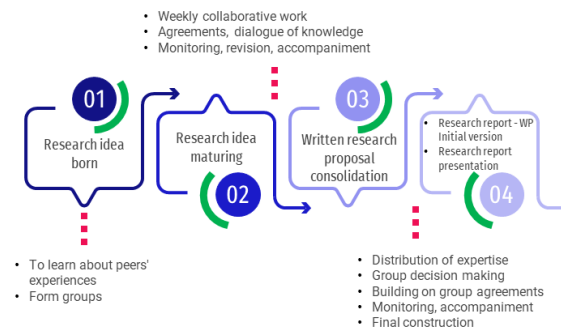 • Weekly collaborative work
• Agreements, dialogue of knowledge
• Monitoring, revision, accompaniment
01
Research idea
born
Research idea
maturing
02
03
Written research
proposal
consolidation
• Research report - WP
Initial version
• Research report
presentation
04
• To learn about peers'
experiences
• Form groups
• Distribution of expertise
• Group decision making
• Building on group agreements
• Monitoring, accompaniment
• Final construction